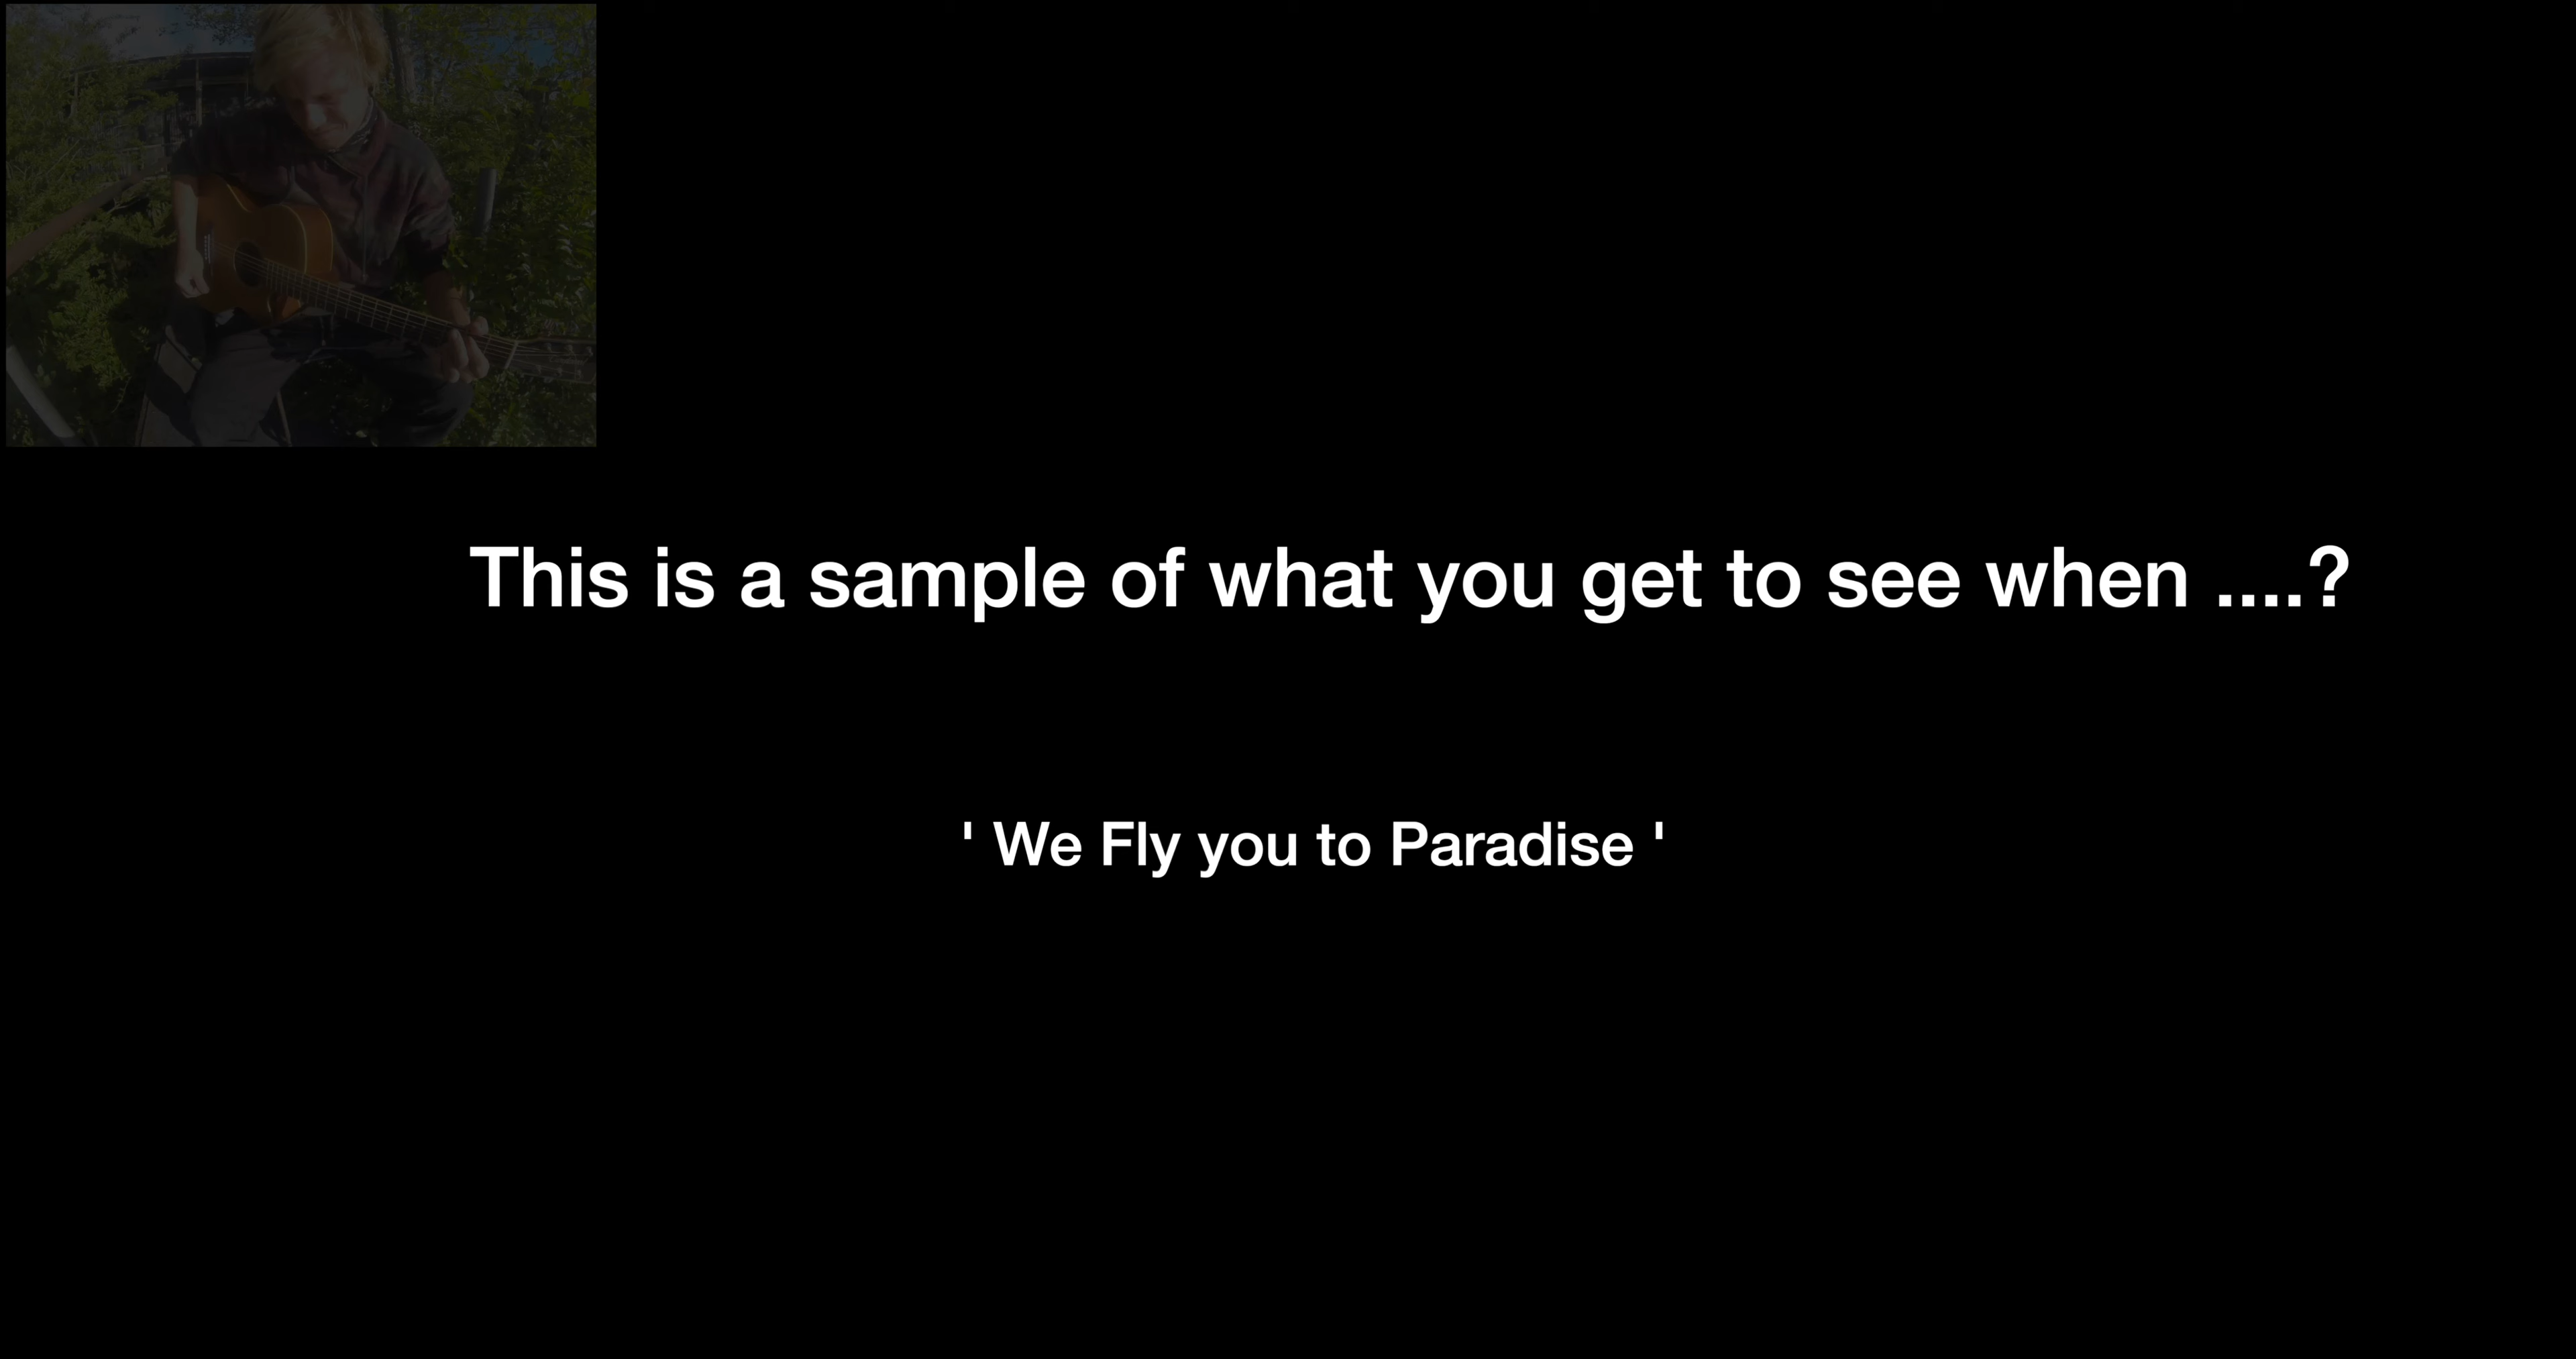 This is a sample of what you get to see when ....?
' We Fly you to Paradise '